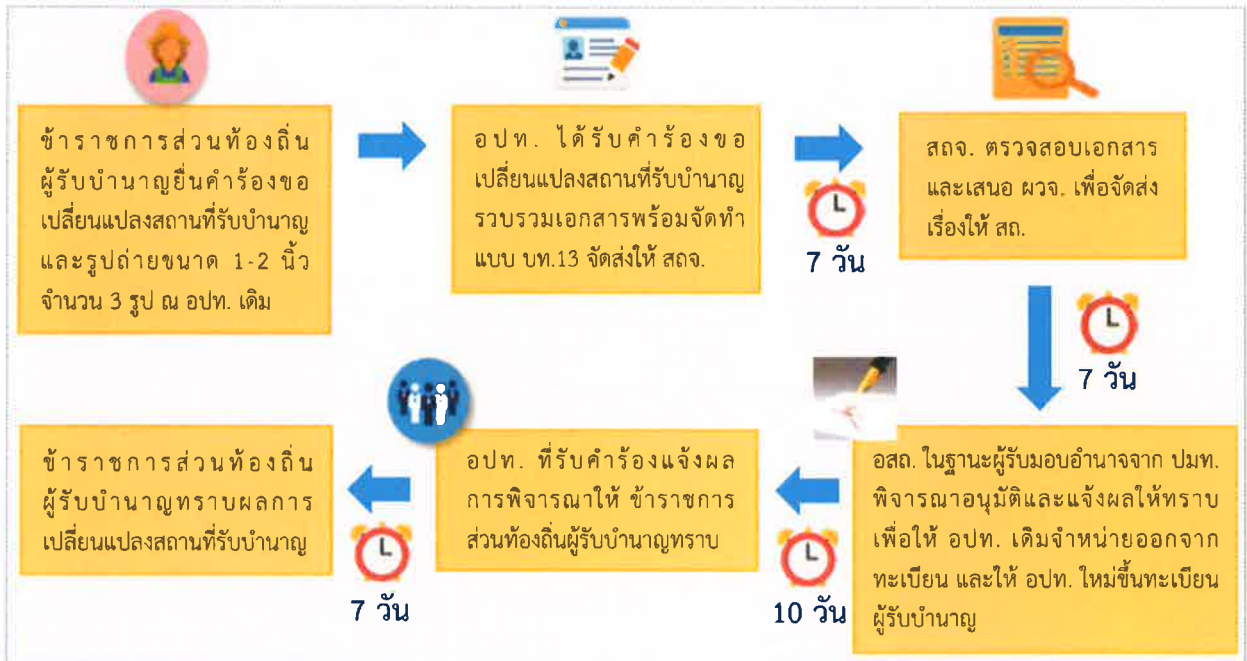 ข้าราชการส่วนท้องถิ่น
ผู้รับบำนาญยื่นคำร้องขอ
เปลี่ยนแปลงสถานที่รับบำนาญ
และรูปถ่ายขนาด 1-2 นิ้ว
จำนวน 3 รูป ณ อปท. เดิม
อปท. ได้รับคำร้องขอ
เปลี่ยนแปลงสถานที่รับบำนาญ
รวบรวมเอกสารพร้อมจัดทำ
แบบ บท.13 จัดส่งให้ สถจ.
7 วัน
สถจ. ตรวจสอบเอกสาร
และเสนอ ผวจ. เพื่อจัดส่ง
เรื่องให้ สถ.
7 วัน
อสถ. ในฐานะผู้รับมอบอำนาจจาก ปมท.
พิจารณาอนุมัติและแจ้งผลให้ทราบ
เพื่อให้ อปท. เดิมจำหน่ายออกจาก
ทะเบียน และให้ อปท. ใหม่ขึ้นทะเบียน
ผู้รับบำนาญ
10 วัน
อปท. ที่รับคำร้องแจ้งผล
การพิจารณาให้ ข้าราชการ
ส่วนท้องถิ่นผู้รับบำนาญทราบ
7 วัน
ข้าราชการส่วนท้องถิ่น
ผู้รับบำนาญทราบผลการ
เปลี่ยนแปลงสถานที่รับบำนาญ